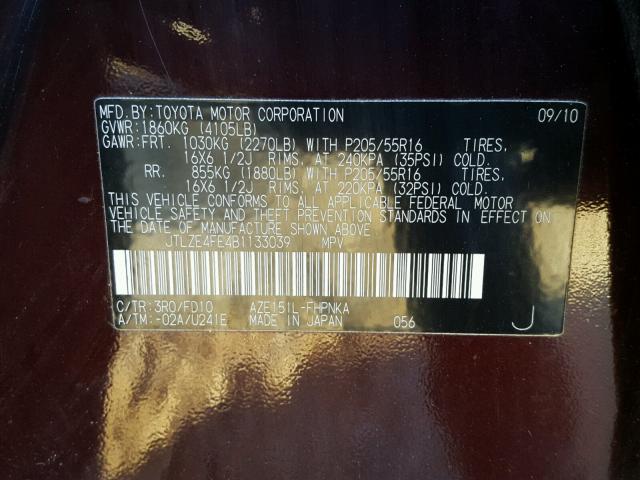 MFD. BY: TOYOTA MOTOR CORPORATION 09/10
GVWR: 1860KG (4105LB)
GAWR: FRT. 1030KG (2270LB) WITH P205/55R16 TIRES,
16X6 1/2J RIMS, AT 240KPA (35PSI) COLD.
RR. 855KG (1880LB) WITH P205/55R16 TIRES,
16X6 1/2J RIMS, AT 220KPA (32PSI) COLD.
THIS VEHICLE CONFORMS TO ALL APPLICABLE FEDERAL MOTOR
VEHICLE SAFETY AND THEFT PREVENTION STANDARDS IN EFFECT ON
THE DATE OF MANUFACTURE SHOWN ABOVE.
JTLZE4FE4B1133039 MPV
C/TR: 3R0/FD10 AZE151L-FHPNKA
A/TM: -02A/U241E MADE IN JAPAN 056 J